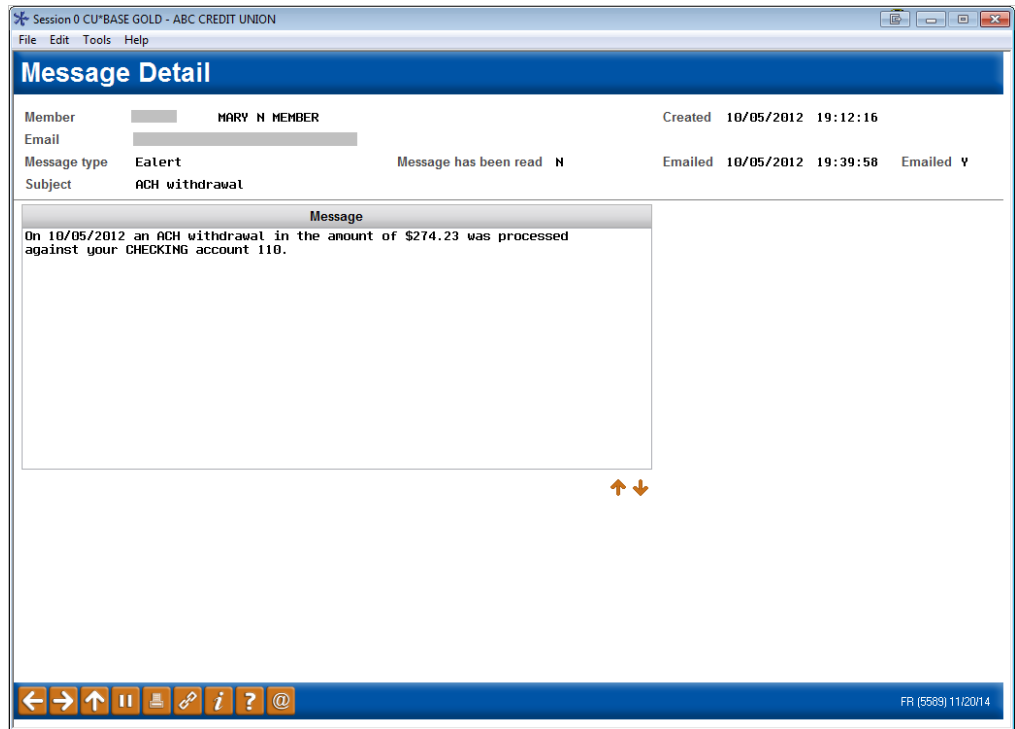 Session 0 CU*BASE GOLD - ABC CREDIT UNION
File Edit Tools Help
Message Detail
Member MARY N MEMBER Created 10/05/2012 19:12:16
Email
Message type Ealert Message has been read N Emailed 10/05/2012 19:39:58 Emailed Y
Subject ACH withdrawal
Message
On 10/05/2012 an ACH withdrawal in the amount of $274.23 was processed
against your CHECKING account 110.
FR (5589) 11/20/14